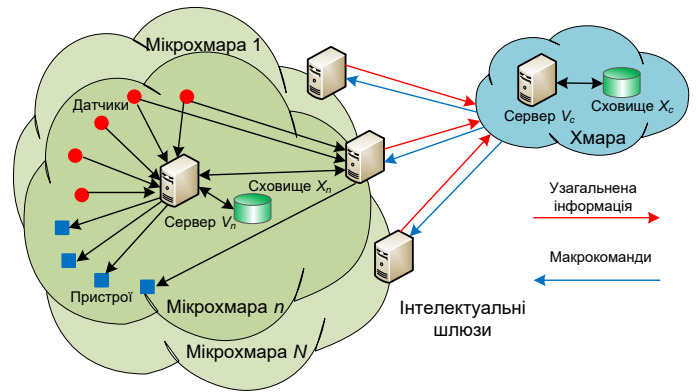 Мікрохмара 1
Датчики
Сховище Xn
Сервер Vn
Пристрої
Мікрохмара n
Мікрохмара N
Інтелектуальні
шлюзи
Сервер Vc
Сховище Xc
Хмара
Узагальнена
інформація
Макрокоманди